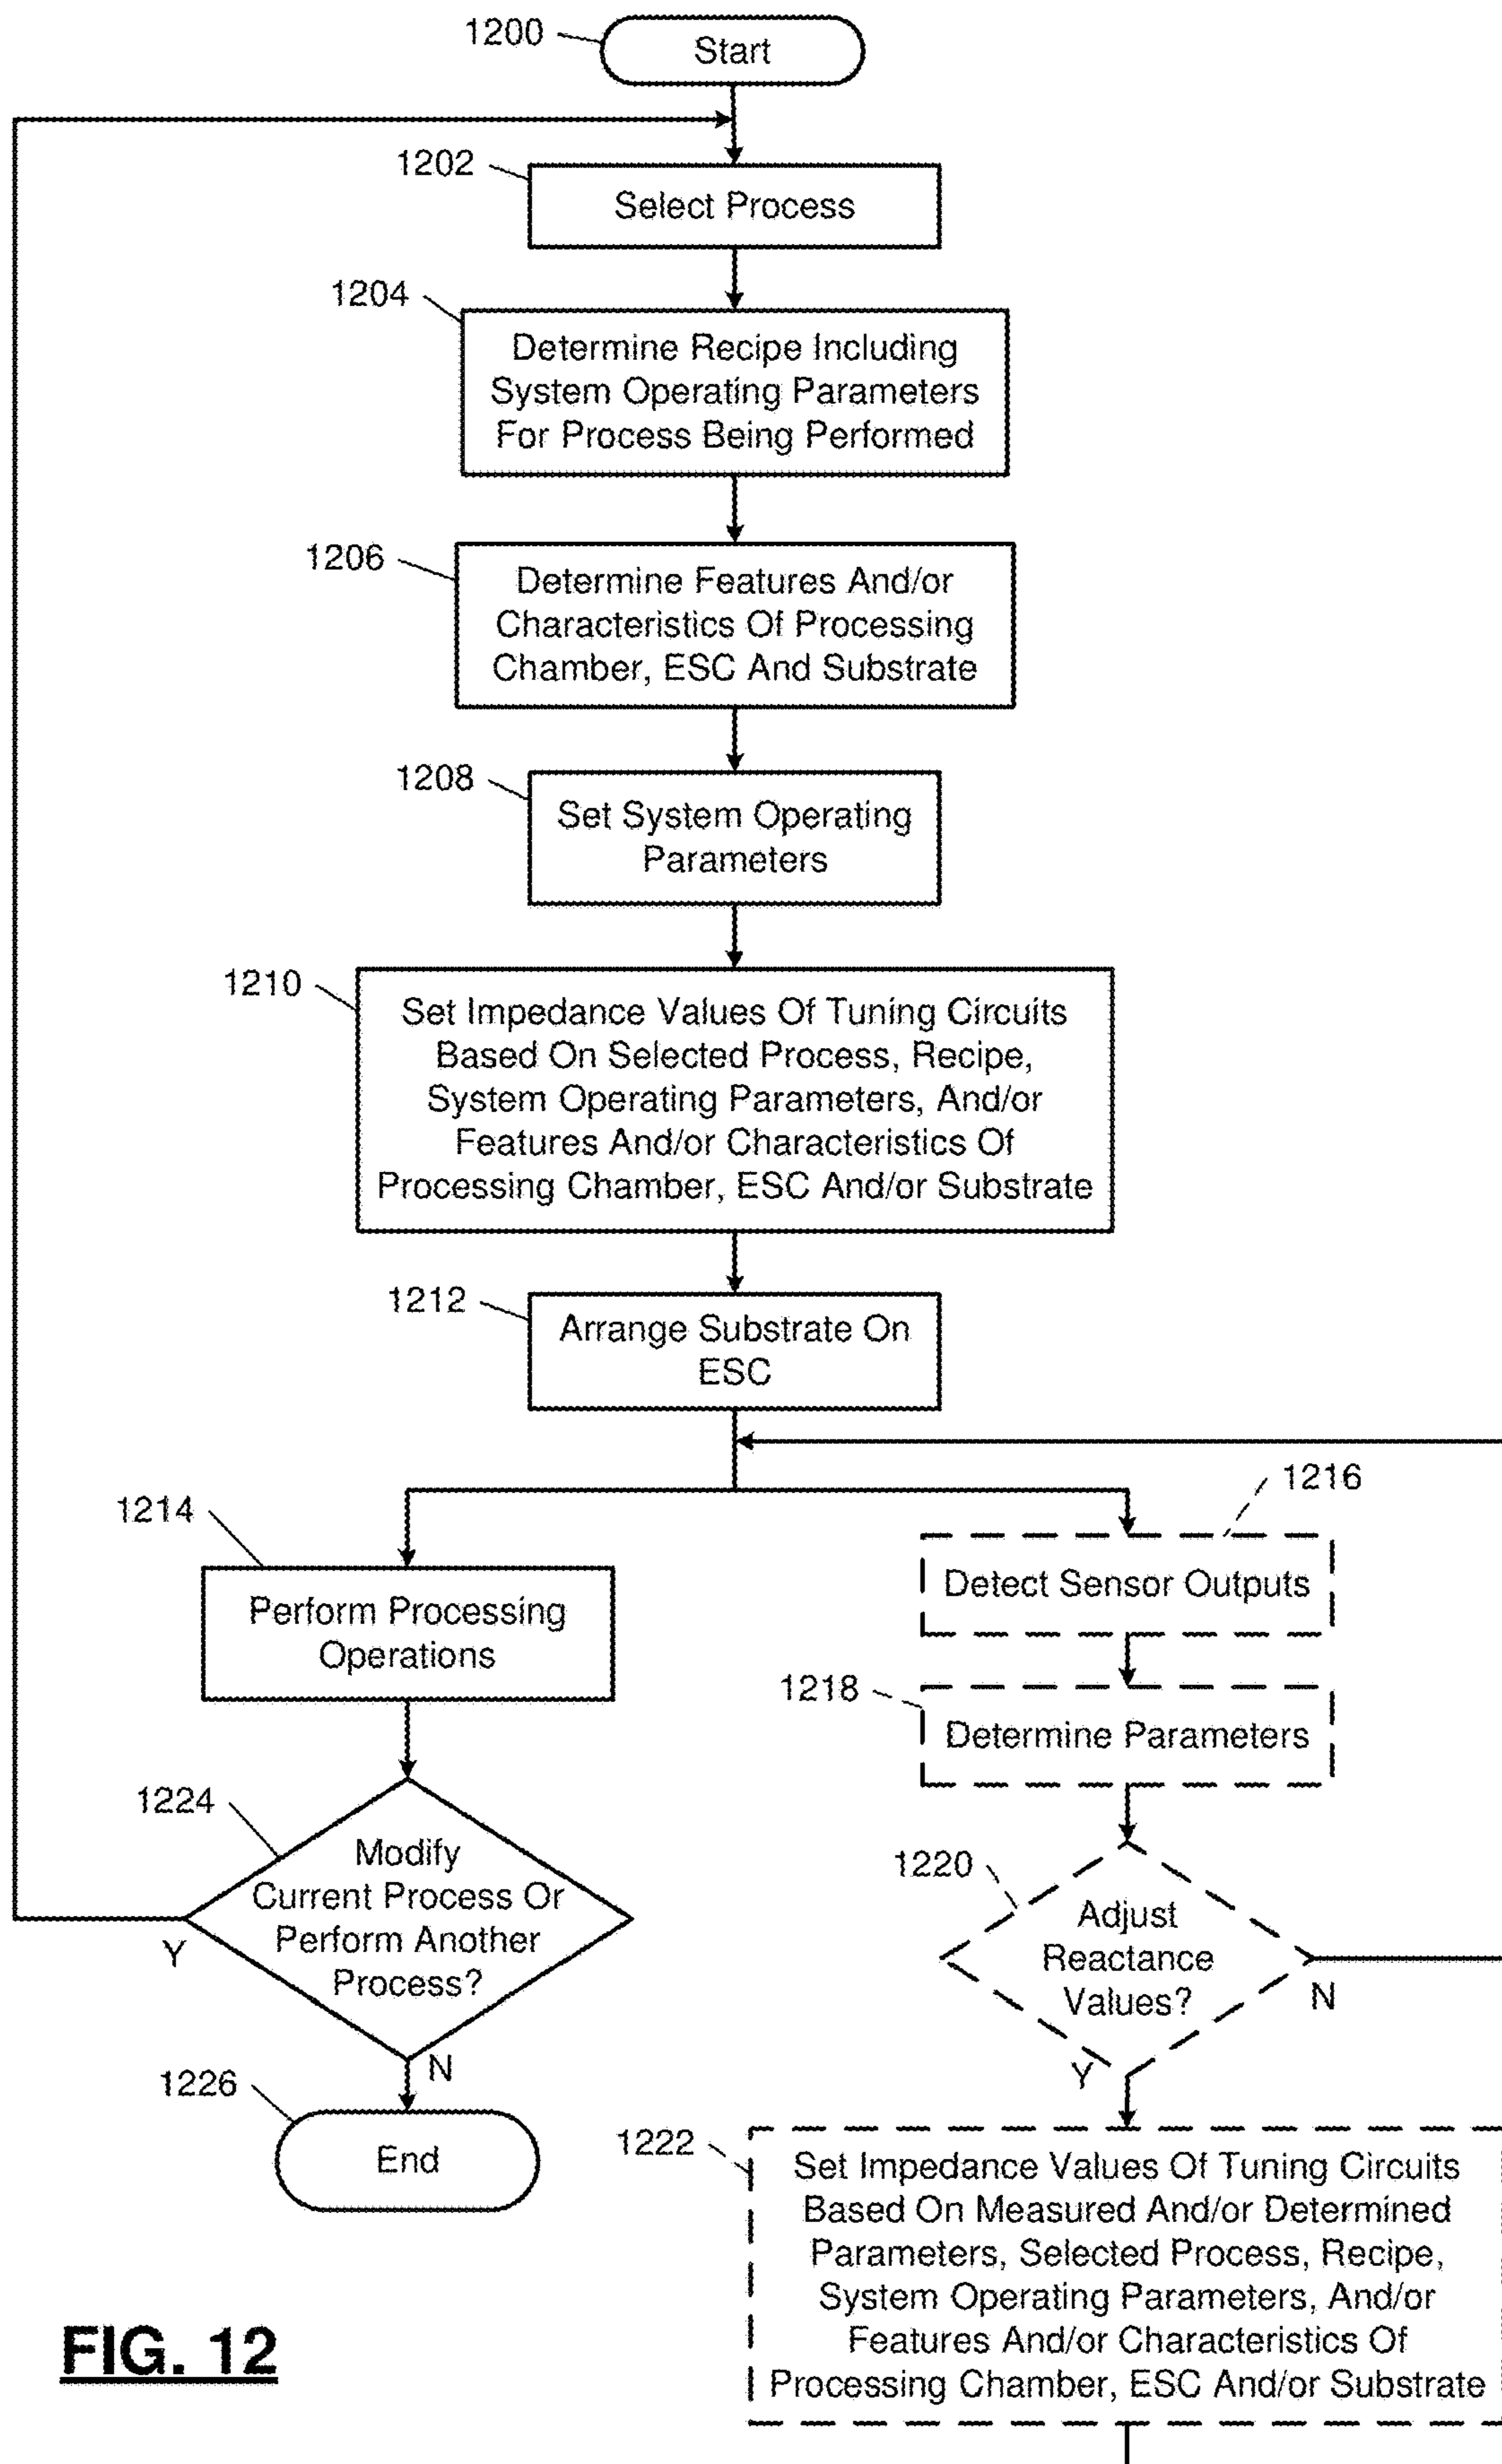 1200
Start
1202
Select Process
1204
Determine Recipe Including
System Operating Parameters
For Process Being Performed
1206
Determine Features And/or
Characteristics Of Processing
Chamber, ESC And Substrate
1208
Set System Operating
Parameters
1210
Set Impedance Values Of Tuning Circuits
Based On Selected Process, Recipe,
System Operating Parameters, And/or
Features And/or Characteristics Of
Processing Chamber, ESC And/or Substrate
1212
Arrange Substrate On
ESC
1214
Perform Processing
Operations
1216
Detect Sensor Outputs
1218
Determine Parameters
1224
Modify
Current Process Or
Perform Another
Process?
Y
N
1220
Adjust
Reactance
Values?
N
Y
1226
End
1222
Set Impedance Values Of Tuning Circuits
Based On Measured And/or Determined
Parameters, Selected Process, Recipe,
System Operating Parameters, And/or
Features And/or Characteristics Of
Processing Chamber, ESC And/or Substrate
FIG. 12